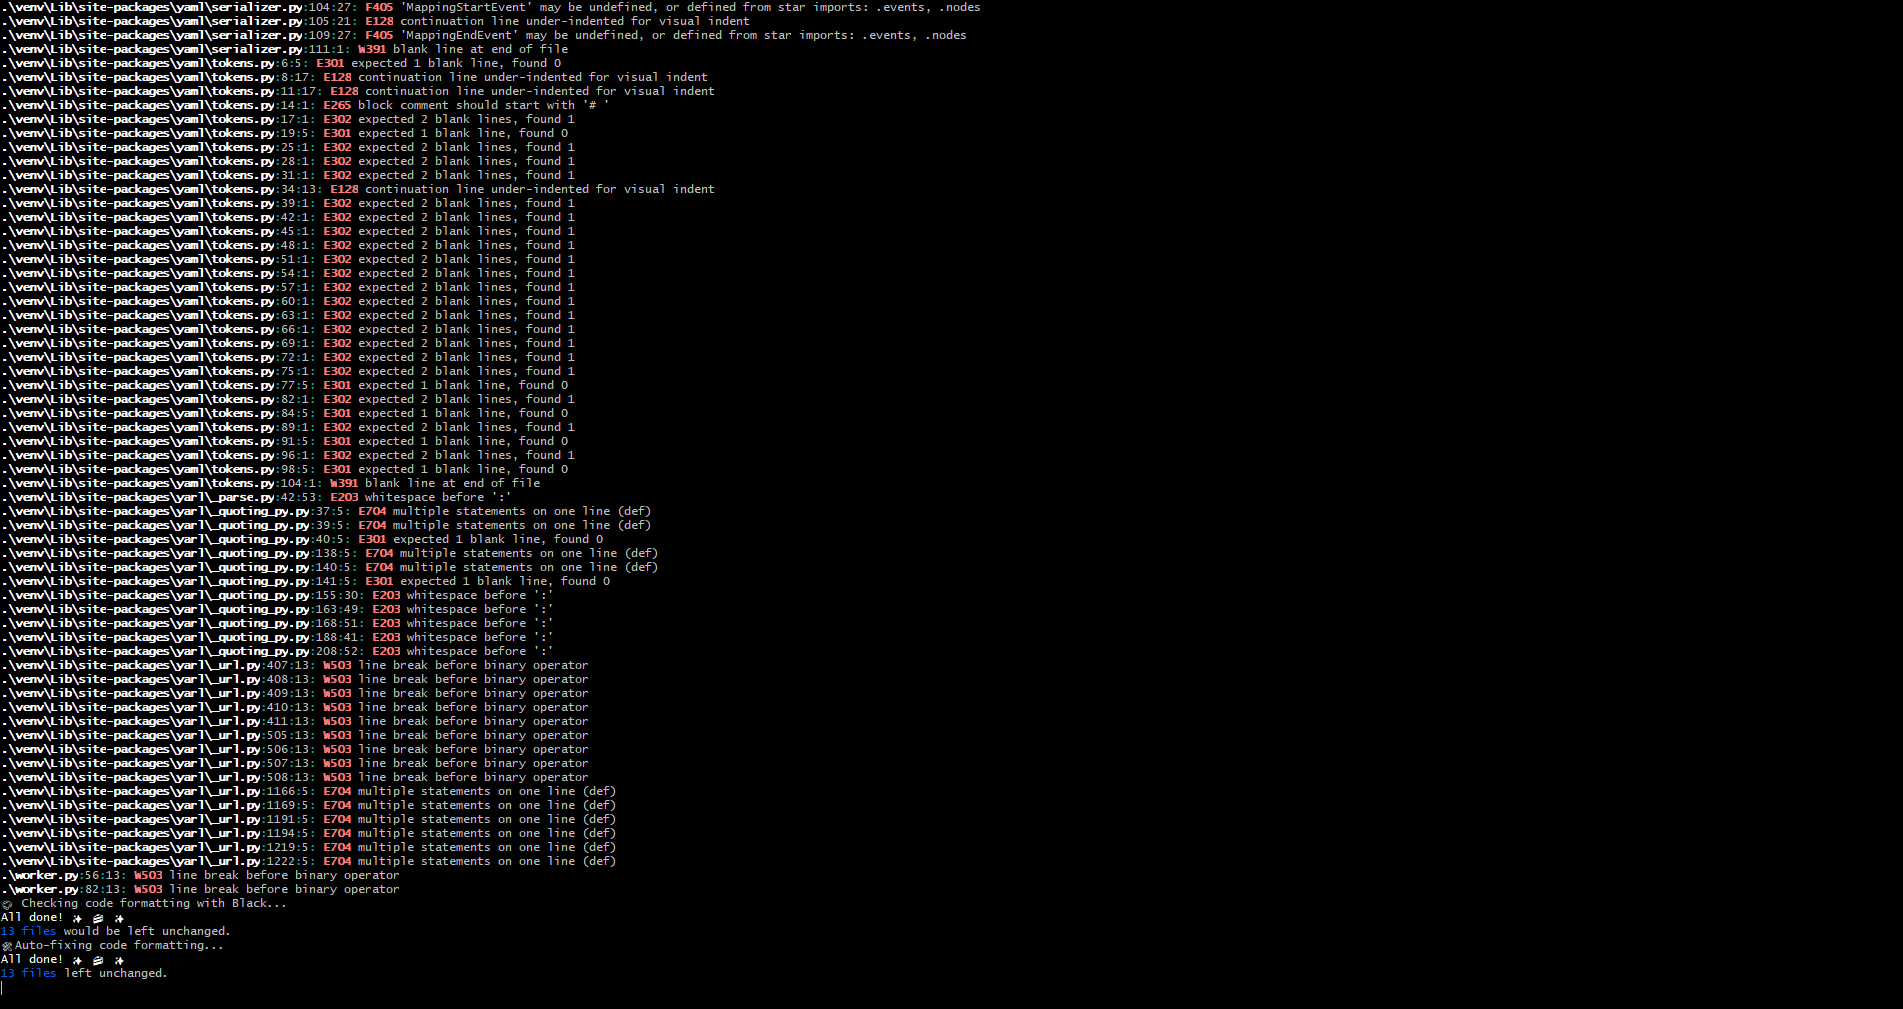 .\venv\Lib\site-packages\yaml\serializer.py:104:27: F405 'MappingStartEvent' may be undefined, or defined from star imports: .events, .nodes
.\venv\Lib\site-packages\yaml\serializer.py:105:21: E128 continuation line under-indented for visual indent
.\venv\Lib\site-packages\yaml\serializer.py:109:27: F405 'MappingEndEvent' may be undefined, or defined from star imports: .events, .nodes
.\venv\Lib\site-packages\yaml\serializer.py:111:1: W391 blank line at end of file
.\venv\Lib\site-packages\yaml\tokens.py:6:5: E301 expected 1 blank line, found 0
.\venv\Lib\site-packages\yaml\tokens.py:8:17: E128 continuation line under-indented for visual indent
.\venv\Lib\site-packages\yaml\tokens.py:11:17: E128 continuation line under-indented for visual indent
.\venv\Lib\site-packages\yaml\tokens.py:14:1: E265 block comment should start with '# '
.\venv\Lib\site-packages\yaml\tokens.py:17:1: E302 expected 2 blank lines, found 1
.\venv\Lib\site-packages\yaml\tokens.py:19:5: E301 expected 1 blank line, found 0
.\venv\Lib\site-packages\yaml\tokens.py:25:1: E302 expected 2 blank lines, found 1
.\venv\Lib\site-packages\yaml\tokens.py:28:1: E302 expected 2 blank lines, found 1
.\venv\Lib\site-packages\yaml\tokens.py:31:1: E302 expected 2 blank lines, found 1
.\venv\Lib\site-packages\yaml\tokens.py:34:13: E128 continuation line under-indented for visual indent
.\venv\Lib\site-packages\yaml\tokens.py:39:1: E302 expected 2 blank lines, found 1
.\venv\Lib\site-packages\yaml\tokens.py:42:1: E302 expected 2 blank lines, found 1
.\venv\Lib\site-packages\yaml\tokens.py:45:1: E302 expected 2 blank lines, found 1
.\venv\Lib\site-packages\yaml\tokens.py:48:1: E302 expected 2 blank lines, found 1
.\venv\Lib\site-packages\yaml\tokens.py:51:1: E302 expected 2 blank lines, found 1
.\venv\Lib\site-packages\yaml\tokens.py:54:1: E302 expected 2 blank lines, found 1
.\venv\Lib\site-packages\yaml\tokens.py:57:1: E302 expected 2 blank lines, found 1
.\venv\Lib\site-packages\yaml\tokens.py:60:1: E302 expected 2 blank lines, found 1
.\venv\Lib\site-packages\yaml\tokens.py:63:1: E302 expected 2 blank lines, found 1
.\venv\Lib\site-packages\yaml\tokens.py:66:1: E302 expected 2 blank lines, found 1
.\venv\Lib\site-packages\yaml\tokens.py:69:1: E302 expected 2 blank lines, found 1
.\venv\Lib\site-packages\yaml\tokens.py:72:1: E302 expected 2 blank lines, found 1
.\venv\Lib\site-packages\yaml\tokens.py:75:1: E302 expected 2 blank lines, found 1
.\venv\Lib\site-packages\yaml\tokens.py:77:5: E301 expected 1 blank line, found 0
.\venv\Lib\site-packages\yaml\tokens.py:82:1: E302 expected 2 blank lines, found 1
.\venv\Lib\site-packages\yaml\tokens.py:84:5: E301 expected 1 blank line, found 0
.\venv\Lib\site-packages\yaml\tokens.py:89:1: E302 expected 2 blank lines, found 1
.\venv\Lib\site-packages\yaml\tokens.py:91:5: E301 expected 1 blank line, found 0
.\venv\Lib\site-packages\yaml\tokens.py:96:1: E302 expected 2 blank lines, found 1
.\venv\Lib\site-packages\yaml\tokens.py:98:5: E301 expected 1 blank line, found 0
.\venv\Lib\site-packages\yaml\tokens.py:104:1: W391 blank line at end of file
.\venv\Lib\site-packages\yarl\_parse.py:42:53: E203 whitespace before ':'
.\venv\Lib\site-packages\yarl\_quoting_py.py:37:5: E704 multiple statements on one line (def)
.\venv\Lib\site-packages\yarl\_quoting_py.py:39:5: E704 multiple statements on one line (def)
.\venv\Lib\site-packages\yarl\_quoting_py.py:40:5: E301 expected 1 blank line, found 0
.\venv\Lib\site-packages\yarl\_quoting_py.py:138:5: E704 multiple statements on one line (def)
.\venv\Lib\site-packages\yarl\_quoting_py.py:140:5: E704 multiple statements on one line (def)
.\venv\Lib\site-packages\yarl\_quoting_py.py:141:5: E301 expected 1 blank line, found 0
.\venv\Lib\site-packages\yarl\_quoting_py.py:155:30: E203 whitespace before ':'
.\venv\Lib\site-packages\yarl\_quoting_py.py:163:49: E203 whitespace before ':'
.\venv\Lib\site-packages\yarl\_quoting_py.py:168:51: E203 whitespace before ':'
.\venv\Lib\site-packages\yarl\_quoting_py.py:188:41: E203 whitespace before ':'
.\venv\Lib\site-packages\yarl\_quoting_py.py:208:52: E203 whitespace before ':'
.\venv\Lib\site-packages\yarl\_url.py:407:13: W503 line break before binary operator
.\venv\Lib\site-packages\yarl\_url.py:408:13: W503 line break before binary operator
.\venv\Lib\site-packages\yarl\_url.py:409:13: W503 line break before binary operator
.\venv\Lib\site-packages\yarl\_url.py:410:13: W503 line break before binary operator
.\venv\Lib\site-packages\yarl\_url.py:411:13: W503 line break before binary operator
.\venv\Lib\site-packages\yarl\_url.py:505:13: W503 line break before binary operator
.\venv\Lib\site-packages\yarl\_url.py:506:13: W503 line break before binary operator
.\venv\Lib\site-packages\yarl\_url.py:507:13: W503 line break before binary operator
.\venv\Lib\site-packages\yarl\_url.py:508:13: W503 line break before binary operator
.\venv\Lib\site-packages\yarl\_url.py:1166:5: E704 multiple statements on one line (def)
.\venv\Lib\site-packages\yarl\_url.py:1169:5: E704 multiple statements on one line (def)
.\venv\Lib\site-packages\yarl\_url.py:1191:5: E704 multiple statements on one line (def)
.\venv\Lib\site-packages\yarl\_url.py:1194:5: E704 multiple statements on one line (def)
.\venv\Lib\site-packages\yarl\_url.py:1219:5: E704 multiple statements on one line (def)
.\venv\Lib\site-packages\yarl\_url.py:1222:5: E704 multiple statements on one line (def)
.\worker.py:56:13: W503 line break before binary operator
.\worker.py:82:13: W503 line break before binary operator
🎨 Checking code formatting with Black...
All done! ✨ 🍰 ✨
13 files would be left unchanged.
🛠Auto-fixing code formatting...
All done! ✨ 🍰 ✨
13 files left unchanged.